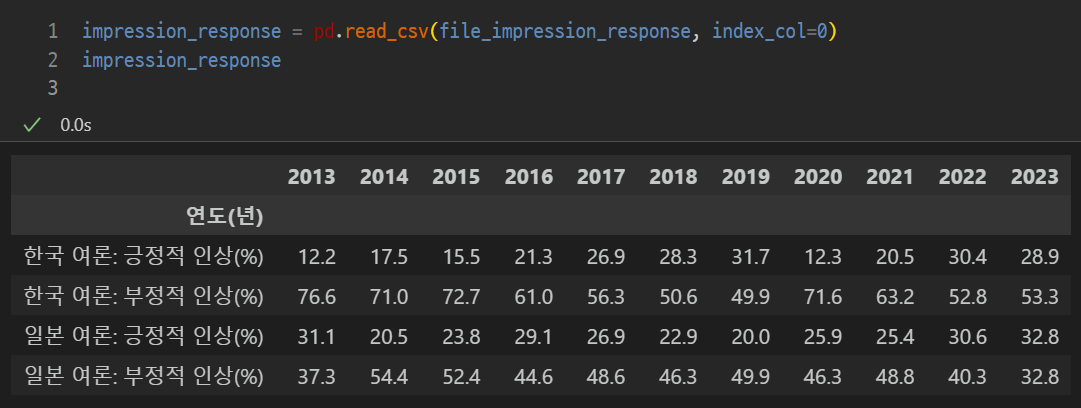 1 impression_response = pd.read_csv(file_impression_response, index_col=0)
2 impression_response
3
0.0s
2013 2014 2015 2016 2017 2018 2019 2020 2021 2022 2023
연도(년)
한국 여론: 긍정적 인상(%) 12.2 17.5 15.5 21.3 26.9 28.3 31.7 12.3 20.5 30.4 28.9
한국 여론: 부정적 인상(%) 76.6 71.0 72.7 61.0 56.3 50.6 49.9 71.6 63.2 52.8 53.3
일본 여론: 긍정적 인상(%) 31.1 20.5 23.8 29.1 26.9 22.9 20.0 25.9 25.4 30.6 32.8
일본 여론: 부정적 인상(%) 37.3 54.4 52.4 44.6 48.6 46.3 49.9 46.3 48.8 40.3 32.8